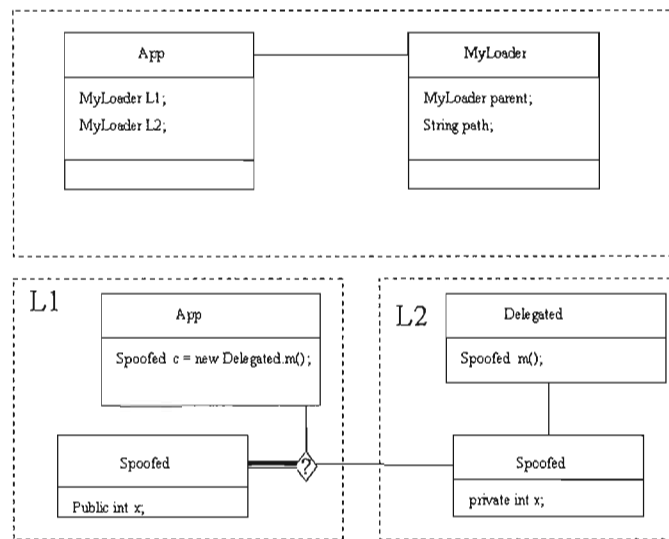 App
MyLoader L1;
MyLoader L2;
MyLoader
MyLoader parent;
String path;
L1
App
Spoofed c = new Delegated.m();
Spoofed
Public int x;
?
L2
Delegated
Spoofed m();
Spoofed
private int x;